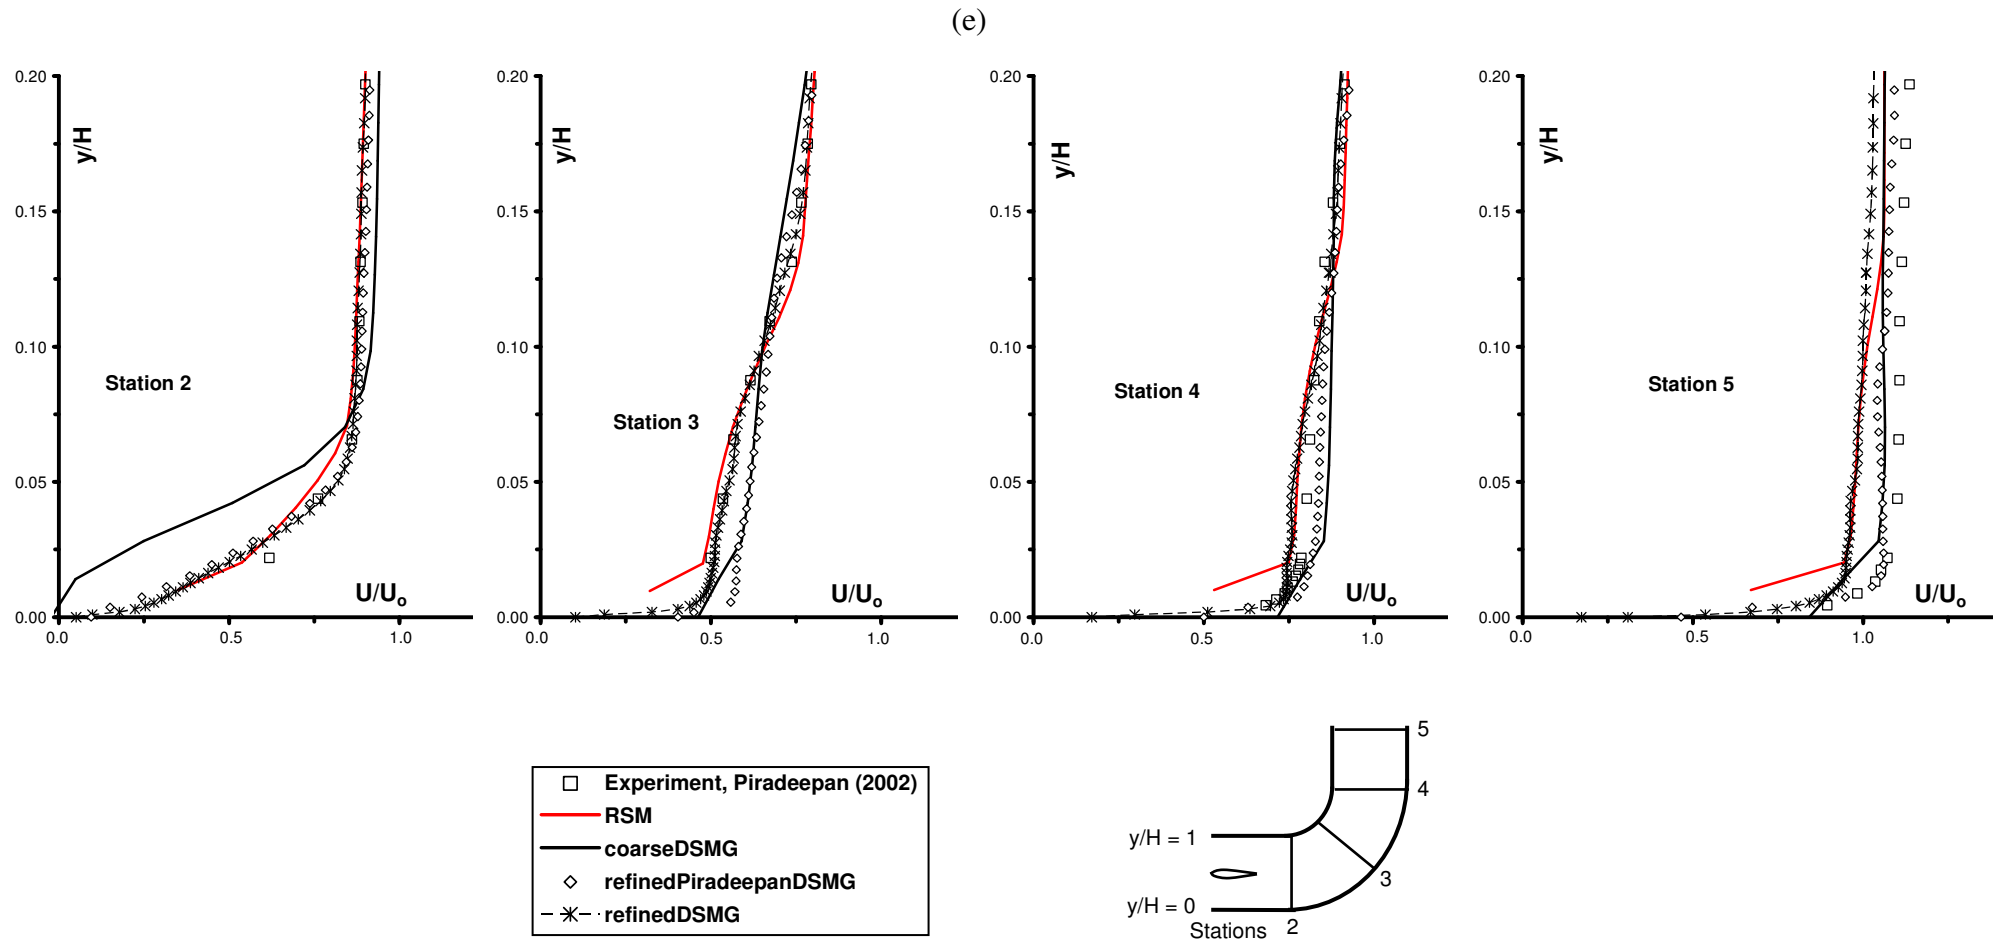 (e)
0.20 0.20 0.20 0.20
y/H y/H y/H y/H
0.15 0.15 0.15 0.15
0.10 0.10 0.10 0.10
Station 2 Station 3 Station 4 Station 5
0.05 0.05 0.05 0.05
U/Uo U/Uo U/Uo U/Uo
0.00 0.00 0.00 0.00
0.0 0.5 1.0 0.0 0.5 1.0 0.0 0.5 1.0 0.0 0.5 1.0
Experiment, Piradeepan (2002)
RSM
coarseDSMG
refinedPiradeepanDSMG
refinedDSMG
5
4
y/H = 1
3
y/H = 0
Stations 2